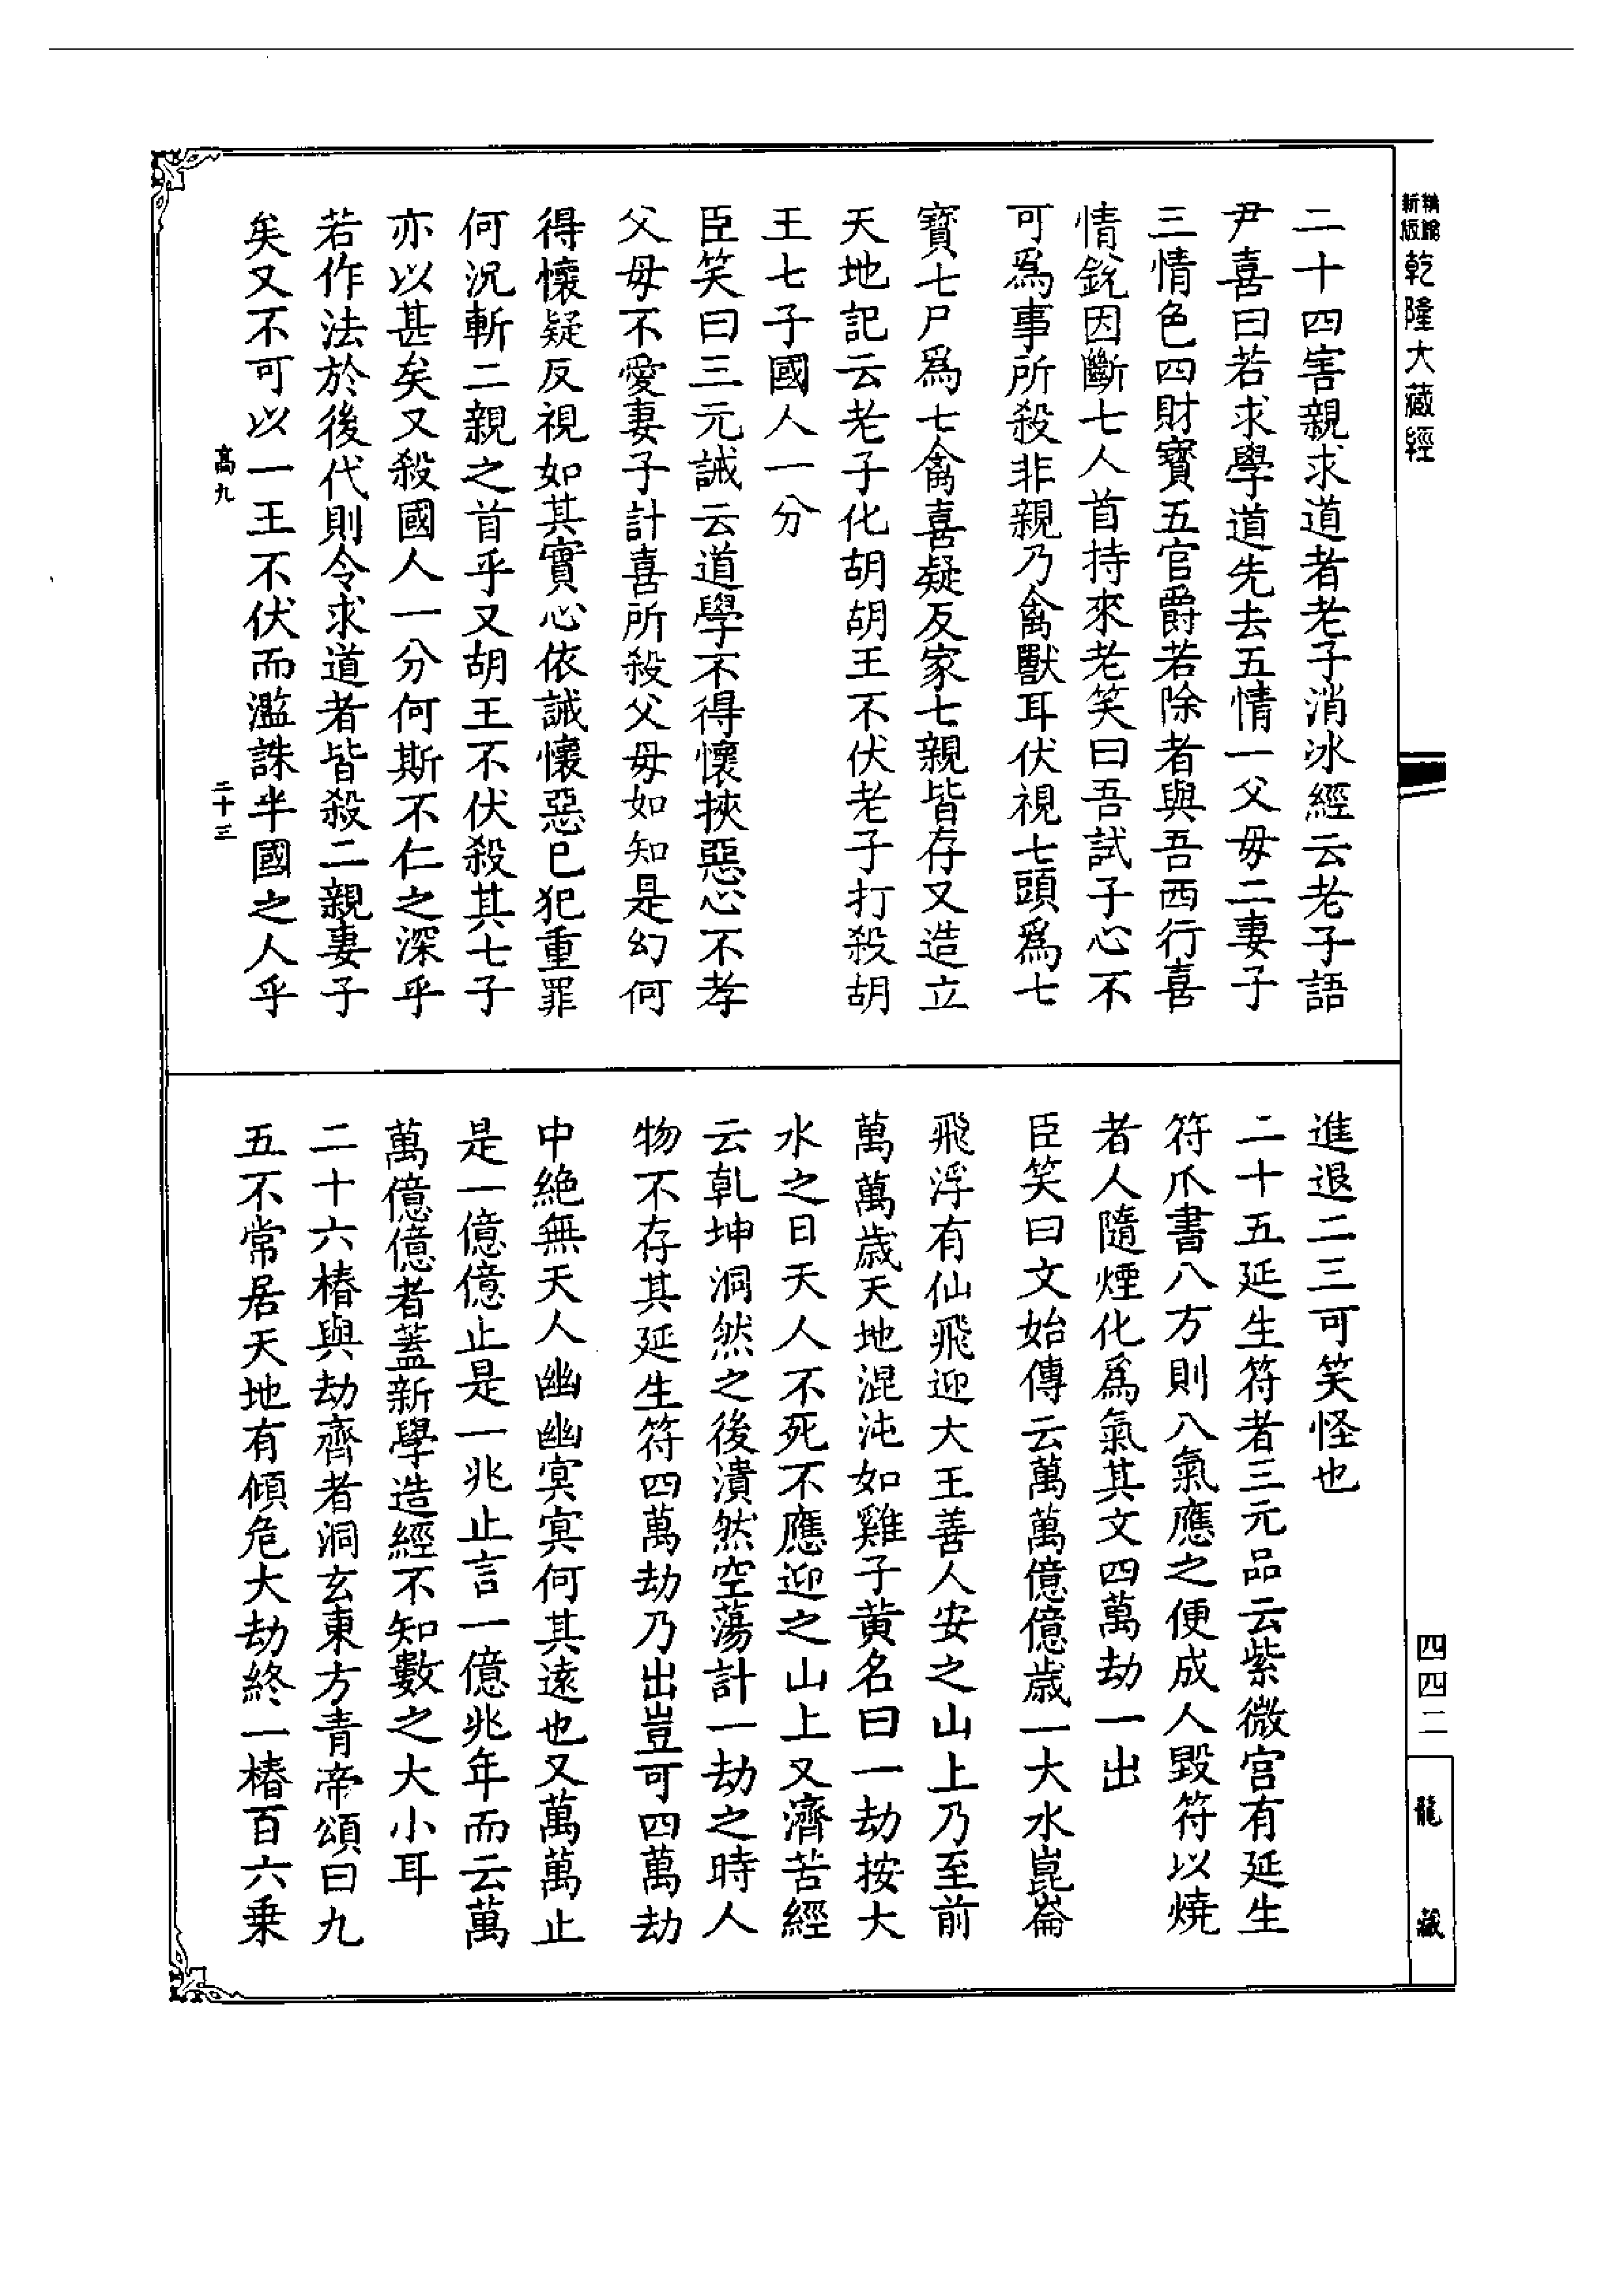 新版精編乾隆大藏經
二十四害親求道者老子消冰經云老子語
尹喜曰若求學道先去五情一父母二妻子
三情色四財寶五官爵若除者與吾西行喜
情銳因斷七人首持來老笑曰吾試子心不
可為事所殺非親乃禽獸耳伏視七頭為七
寶七尸為七禽喜疑反家七親皆存又造立
天地記云老子化胡胡王不伏老子打殺胡
王七子國人一分
臣笑曰三元誡云道學不得懷挾惡心不孝
父母不愛妻子計喜所殺父母如知是幻何
得懷疑反視如其實心依誡懷惡已犯重罪
何況斬二親之首乎又胡王不伏殺其七子
亦以甚矣又殺國人一分何斯不仁之深乎
若作法於後代則令求道者皆殺二親妻子
矣又不可以一王不伏而濫誅半國之人乎
高九 二十三
進退二三可笑怪也
二十五延生符者三元品云紫微宮有延生
符爪書八方則八氣應之便成人毀符以燒
者人隨煙化為氣其文四萬劫一出
臣笑曰文始傳云萬萬億億歲一大水崑崙
飛浮有仙飛迎大王善人安之山上乃至前
萬萬歲天地混沌如雞子黃名曰一劫按大
水之日天人不死不應迎之山上又濟苦經
云乾坤洞然之後潰然空蕩計一劫之時人
物不存其延生符四萬劫乃出豈可四萬劫
中絶無天人幽幽冥冥何其遠也又萬萬止
是一億億止是一兆止言一億兆年而云萬
萬億億者蓋新學造經不知數之大小耳
二十六椿與劫齊者洞玄東方青帝頌曰九
五不常居天地有傾危大劫終一椿百六乗
四四二
龍藏